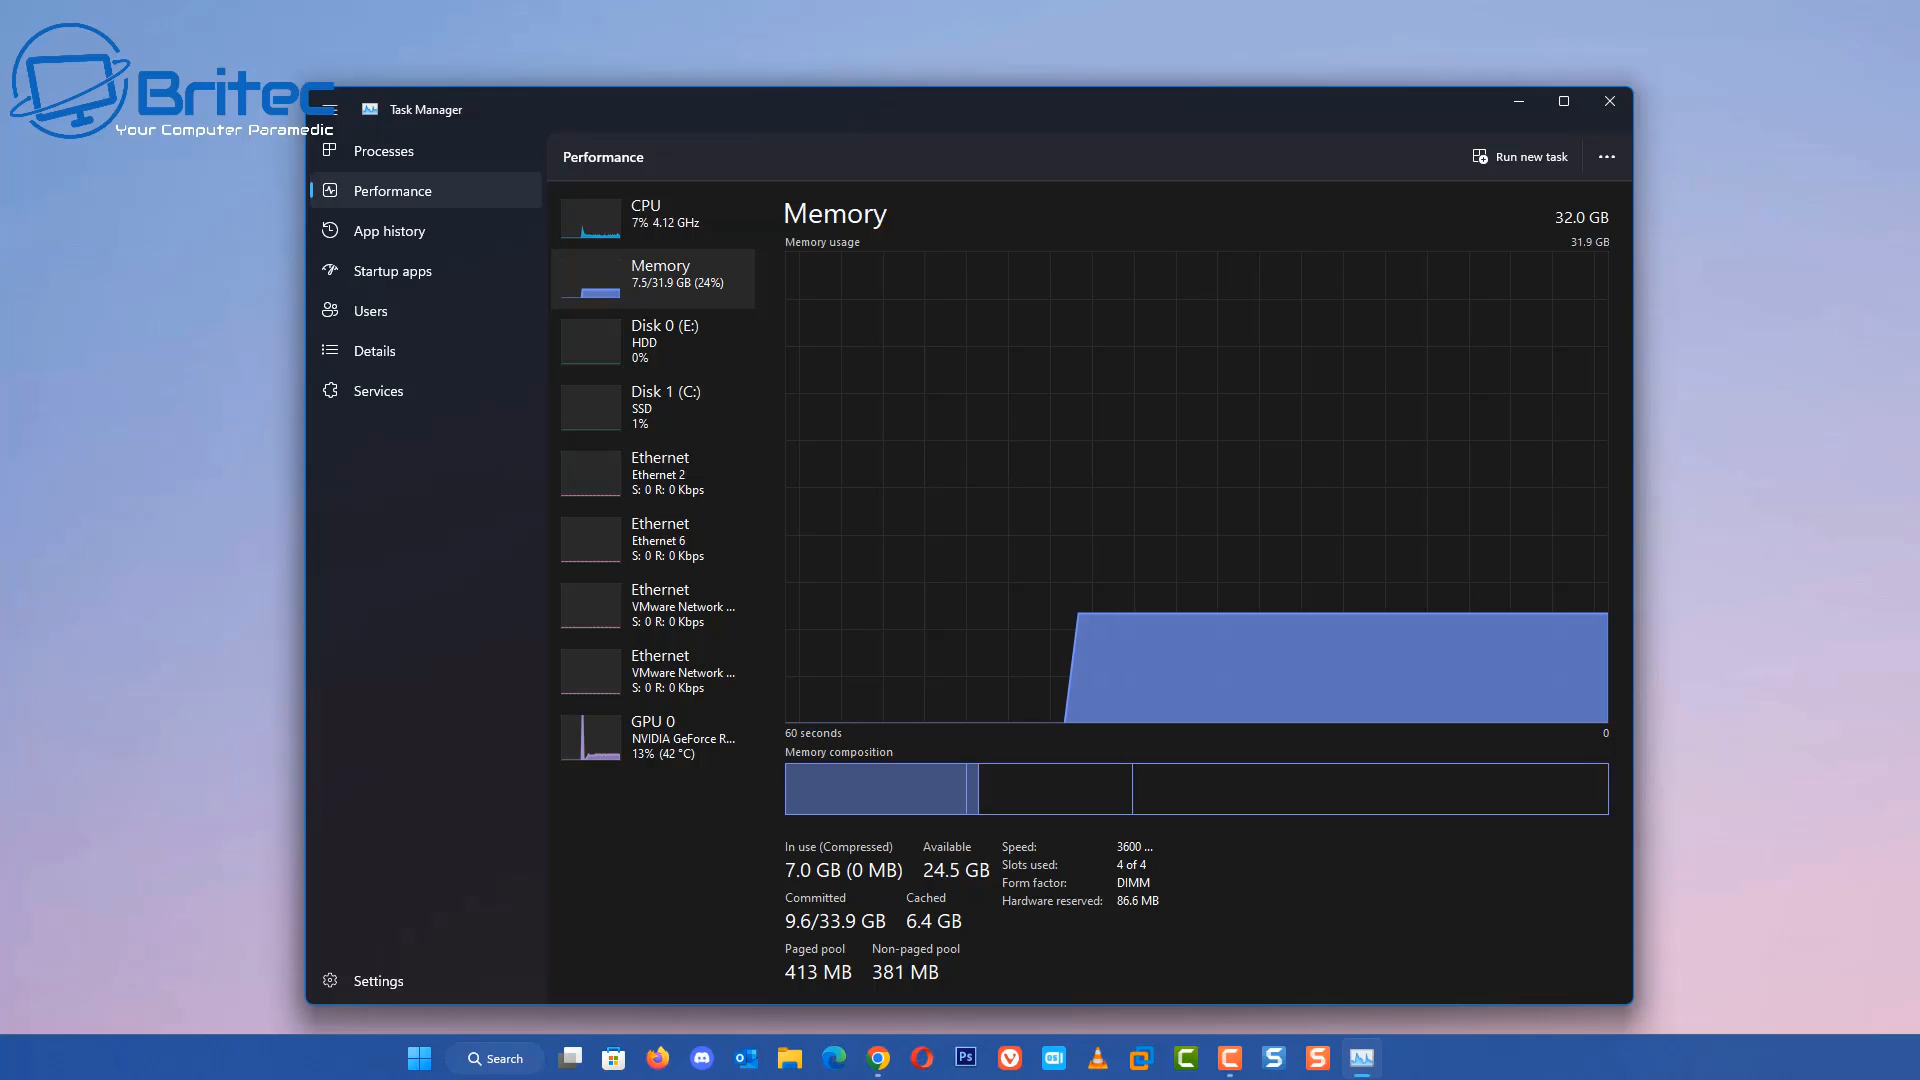 Britec
Your Computer Paramedic
Task Manager
Processes
Performance
App history
Startup apps
Users
Details
Services
Settings
Performance
Run new task
CPU
7% 4.12 GHz
Memory
7.5/31.9 GB (24%)
Disk 0 (E:)
HDD
0%
Disk 1 (C:)
SSD
1%
Ethernet
Ethernet 2
S: 0 R: 0 Kbps
Ethernet
Ethernet 6
S: 0 R: 0 Kbps
Ethernet
VMware Network ...
S: 0 R: 0 Kbps
Ethernet
VMware Network ...
S: 0 R: 0 Kbps
GPU 0
NVIDIA GeForce R...
13% (42 °C)
Memory 32.0 GB
Memory usage 31.9 GB
60 seconds 0
Memory composition
In use (Compressed) Available
7.0 GB (0 MB) 24.5 GB
Committed Cached
9.6/33.9 GB 6.4 GB
Paged pool Non-paged pool
413 MB 381 MB
Speed: 3600 ...
Slots used: 4 of 4
Form factor: DIMM
Hardware reserved: 86.6 MB
Search
Ps